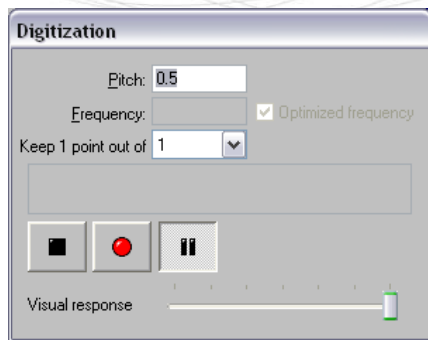 Digitization
Pitch: 0.5
Frequency: Optimized frequency
Keep 1 point out of 1
Visual response